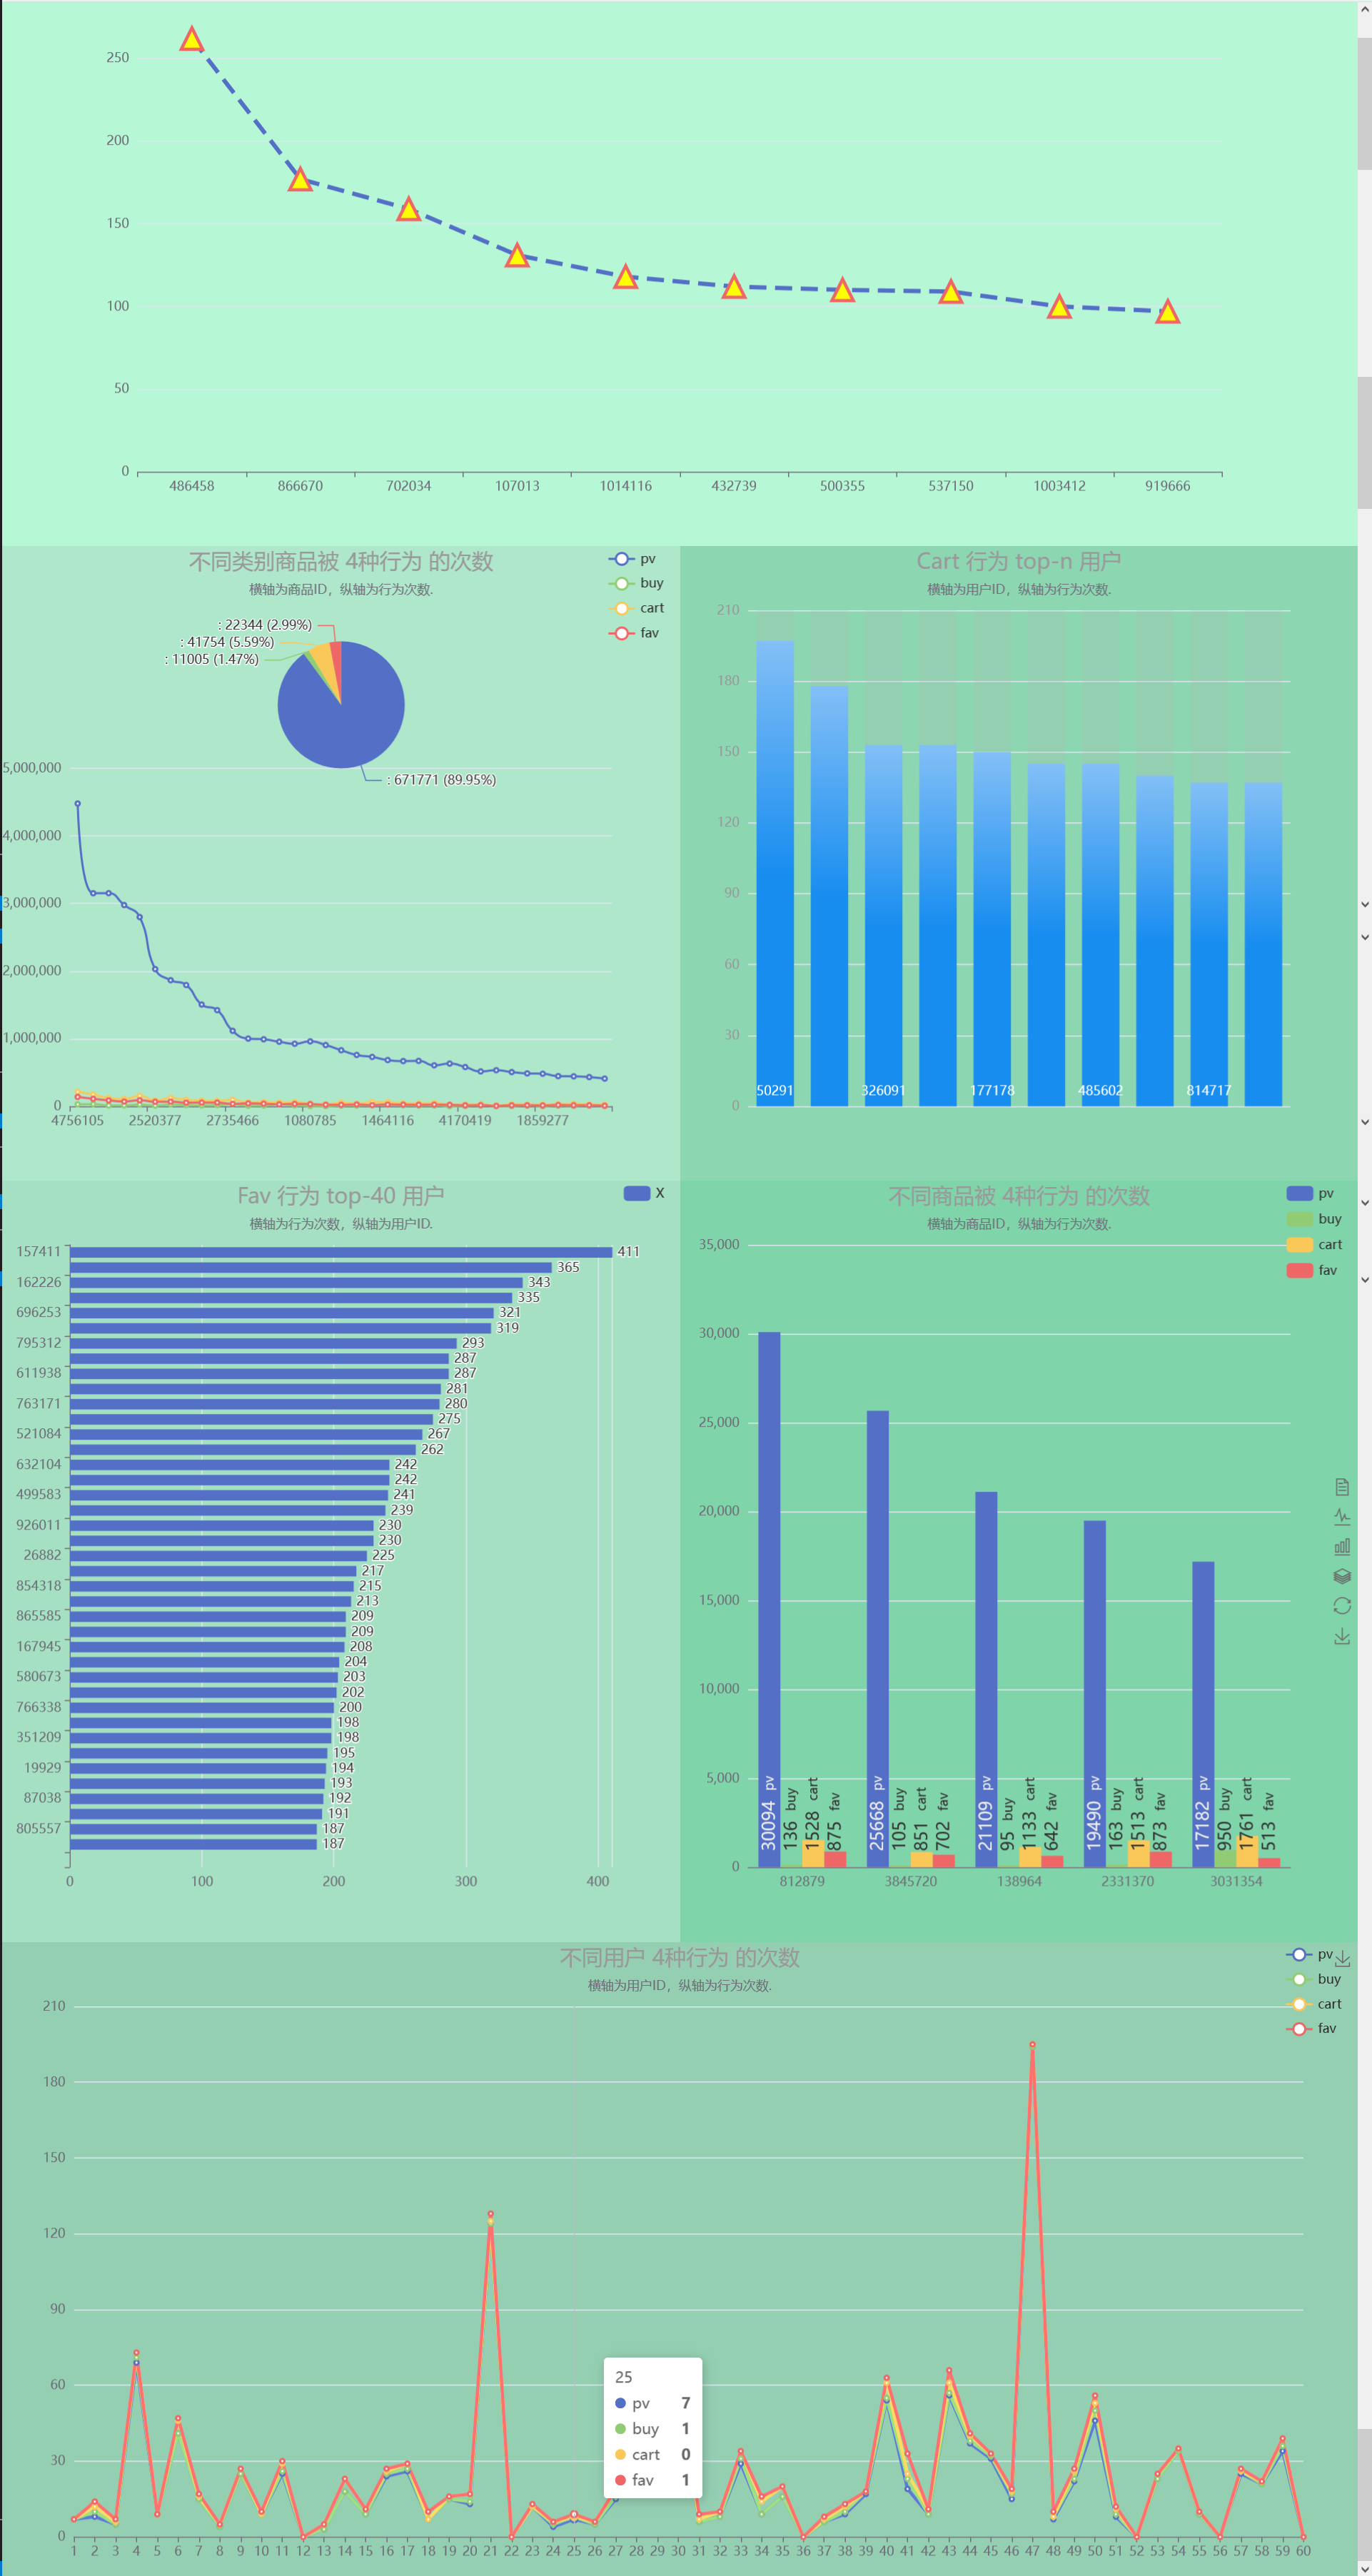 250
200
150
100
50
0
486458 866670 702034 107013 1014116 432739 500355 537150 1003412 919666
不同类别商品被 4种行为 的次数
横轴为商品ID，纵轴为行为次数.
pv
buy
cart
fav
: 22344 (2.99%)
: 41754 (5.59%)
: 11005 (1.47%)
: 671771 (89.95%)
5,000,000
4,000,000
3,000,000
2,000,000
1,000,000
0
4756105 2520377 2735466 1080785 1464116 4170419 1859277
Cart 行为 top-n 用户
横轴为用户ID，纵轴为行为次数.
210
180
150
120
90
60
30
0
50291 326091 177178 485602 814717
Fav 行为 top-40 用户
横轴为行为次数，纵轴为用户ID.
X
157411 411
365
162226 343
335
696253 321
319
795312 293
287
611938 287
281
763171 280
275
521084 267
262
632104 242
242
499583 241
239
926011 230
230
26882 225
217
854318 215
213
865585 209
209
167945 208
204
580673 203
202
766338 200
198
351209 198
195
19929 194
193
87038 192
191
805557 187
187
0 100 200 300 400
不同商品被 4种行为 的次数
横轴为商品ID，纵轴为行为次数.
pv
buy
cart
fav
35,000
30,000
25,000
20,000
15,000
10,000
5,000
0
30094 pv
136 buy
1528 cart
875 fav
25668 pv
105 buy
851 cart
702 fav
21109 pv
95 buy
1133 cart
642 fav
19490 pv
163 buy
1513 cart
873 fav
17182 pv
950 buy
1761 cart
513 fav
812879 3845720 138964 2331370 3031354
不同用户 4种行为 的次数
横轴为用户ID，纵轴为行为次数.
pv
buy
cart
fav
210
180
150
120
90
60
30
0
25
pv 7
buy 1
cart 0
fav 1
1 2 3 4 5 6 7 8 9 10 11 12 13 14 15 16 17 18 19 20 21 22 23 24 25 26 27 28 29 30 31 32 33 34 35 36 37 38 39 40 41 42 43 44 45 46 47 48 49 50 51 52 53 54 55 56 57 58 59 60